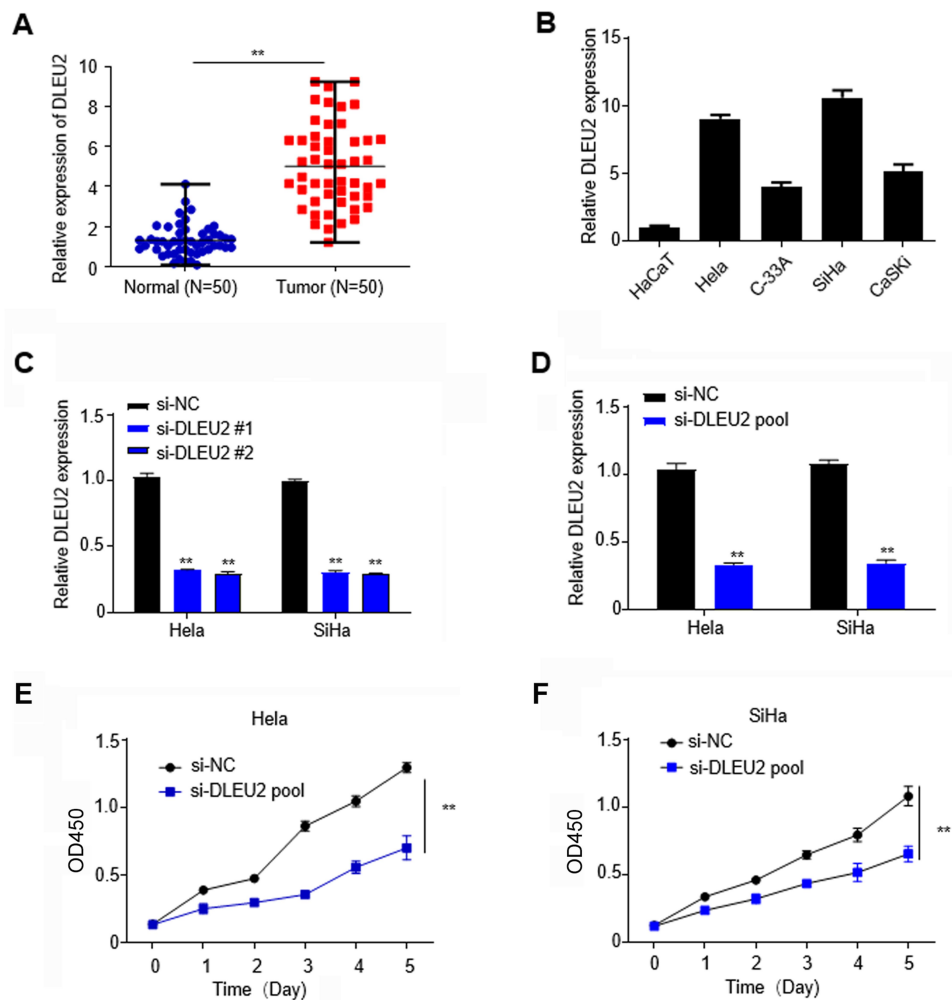 A
Relative expression of DLEU2
10
8
6
4
2
0
**
Normal (N=50)
Tumor (N=50)
B
Relative DLEU2 expression
15
10
5
0
HaCaT
Hela
C-33A
SiHa
CaSKi
C
Relative DLEU2 expression
si-NC
si-DLEU2 #1
si-DLEU2 #2
1.5
1.0
0.5
0
**
**
**
**
Hela
SiHa
D
Relative DLEU2 expression
si-NC
si-DLEU2 pool
1.5
1.0
0.5
0
**
**
Hela
SiHa
E
Hela
OD450
1.5
1.0
0.5
0
si-NC
si-DLEU2 pool
**
0 1 2 3 4 5
Time (Day)
F
SiHa
OD450
1.5
1.0
0.5
0
si-NC
si-DLEU2 pool
**
0 1 2 3 4 5
Time (Day)